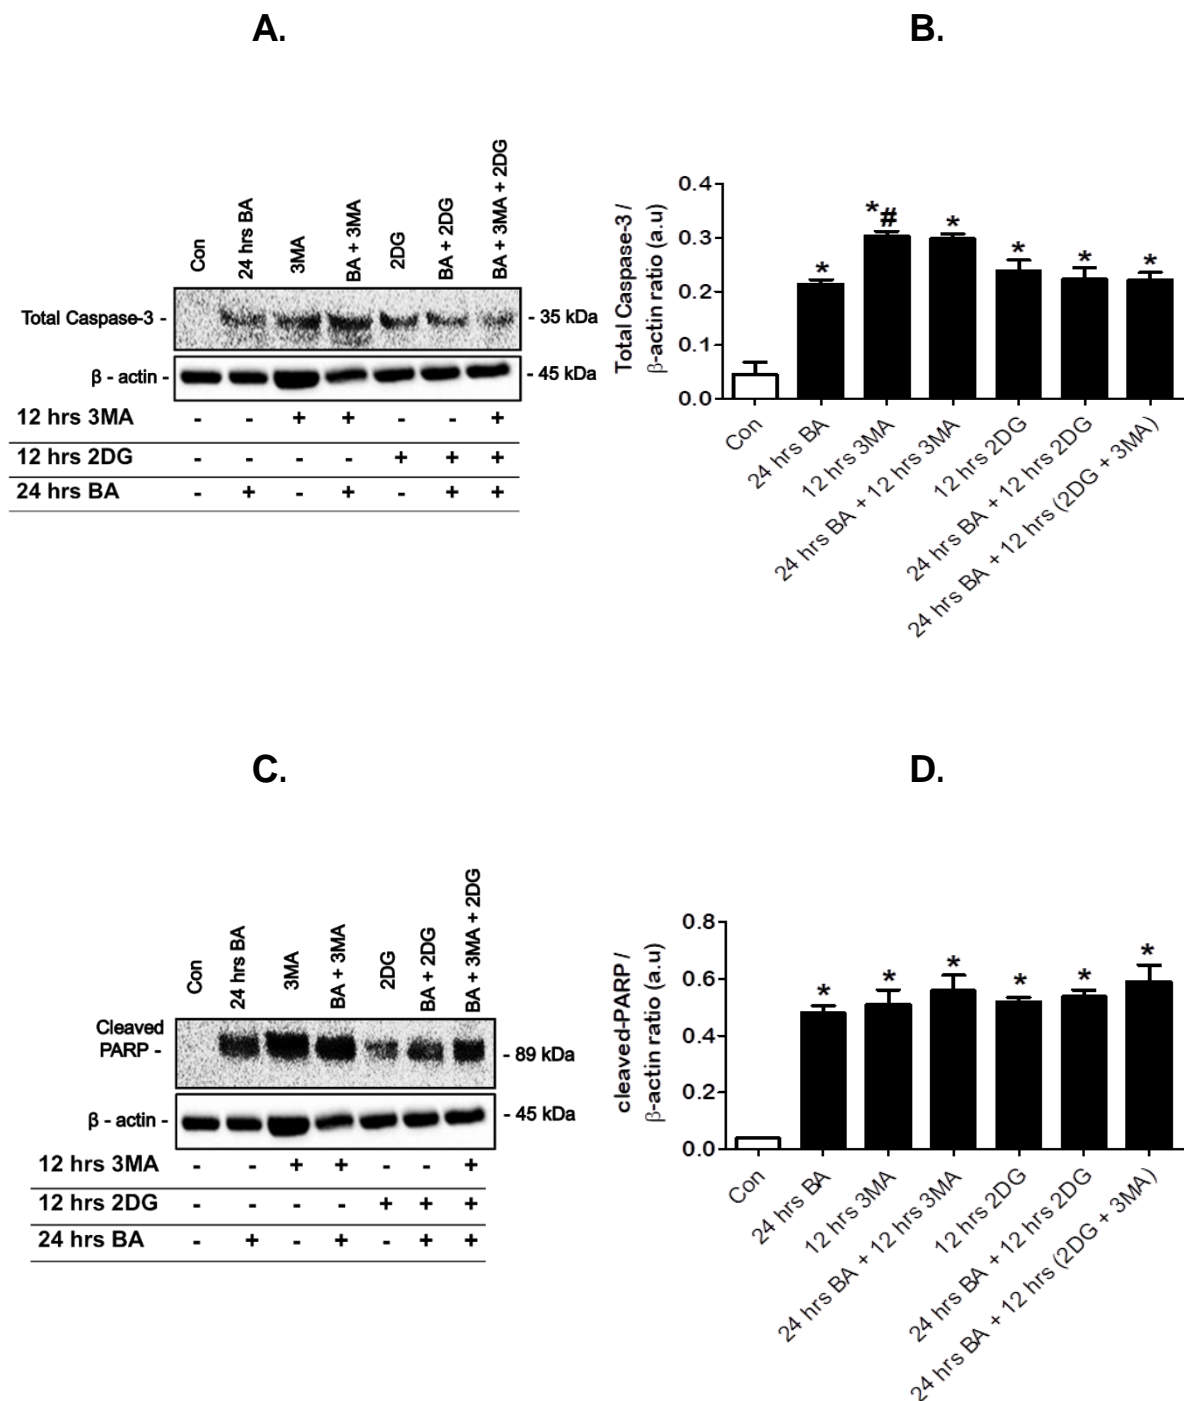 A.
B.
Con
24 hrs BA
3MA
BA + 3MA
2DG
BA + 2DG
BA + 3MA + 2DG
Total Caspase-3 -
- 35 kDa
β - actin -
- 45 kDa
12 hrs 3MA - - + + - - +
12 hrs 2DG - - - - + + +
24 hrs BA - + - + - + +
Total Caspase-3 /
β-actin ratio (a.u)
0.4
0.3
0.2
0.1
0.0
*
*#
*
*
*
*
Con
24 hrs BA
12 hrs 3MA
24 hrs BA + 12 hrs 3MA
12 hrs 2DG
24 hrs BA + 12 hrs 2DG
24 hrs BA + 12 hrs (2DG + 3MA)
C.
D.
Con
24 hrs BA
3MA
BA + 3MA
2DG
BA + 2DG
BA + 3MA + 2DG
Cleaved
PARP -
- 89 kDa
β - actin -
- 45 kDa
12 hrs 3MA - - + + - - +
12 hrs 2DG - - - - + + +
24 hrs BA - + - + - + +
cleaved-PARP /
β-actin ratio (a.u)
0.8
0.6
0.4
0.2
0.0
*
*
*
*
*
*
Con
24 hrs BA
12 hrs 3MA
24 hrs BA + 12 hrs 3MA
12 hrs 2DG
24 hrs BA + 12 hrs 2DG
24 hrs BA + 12 hrs (2DG + 3MA)